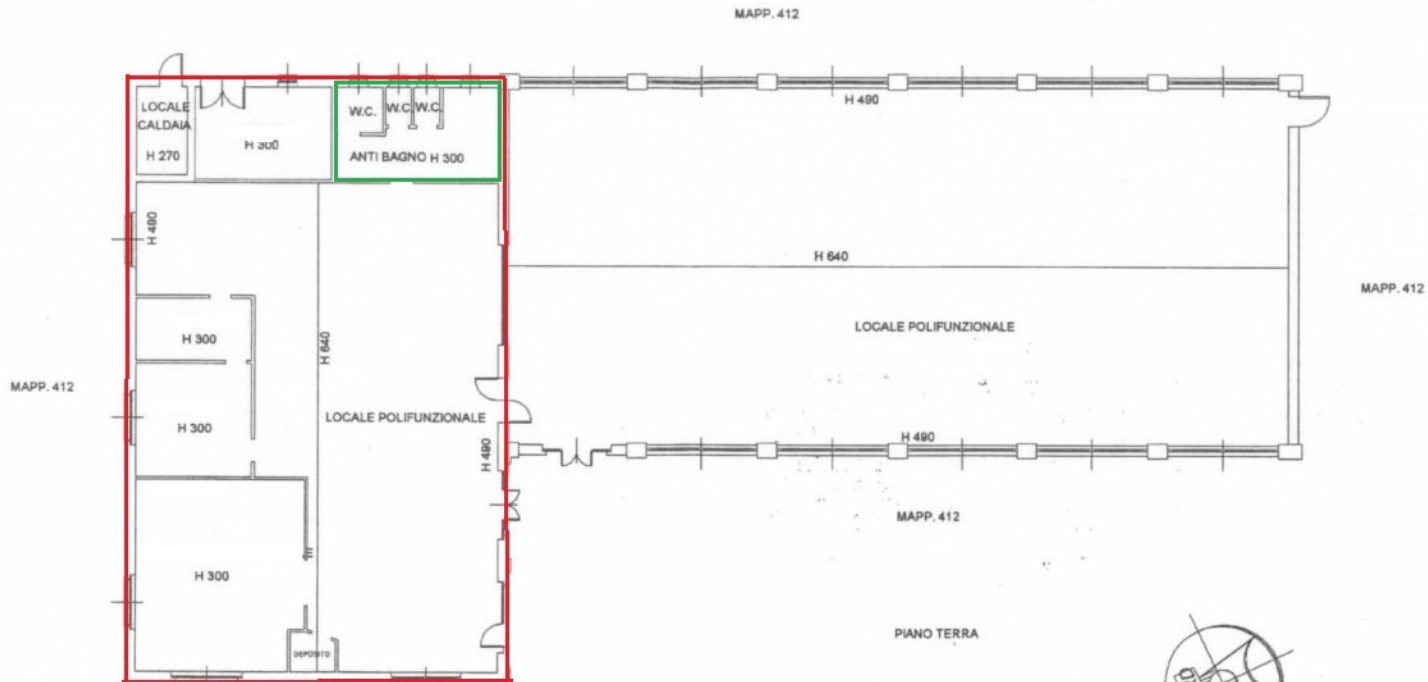 MAPP. 412
LOCALE
CALDAIA
H 270
H 300
W.C.
W.C.
W.C.
ANTI BAGNO H 300
H 490
H 490
H 640
LOCALE POLIFUNZIONALE
H 490
MAPP. 412
MAPP. 412
H 300
H 640
H 300
LOCALE POLIFUNZIONALE
H 490
H 300
DEPOSITO
MAPP. 412
PIANO TERRA